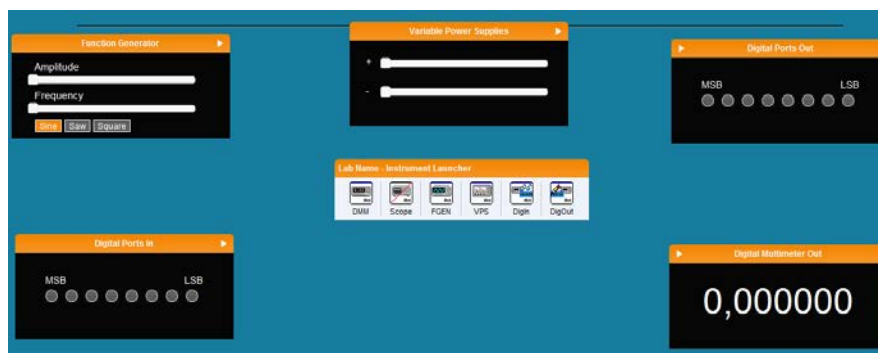 Function Generator
Amplitude
Frequency
Sine Saw Square
Variable Power Supplies
+
-
Digital Ports Out
MSB LSB
Lab Name - Instrument Launcher
DMM Scope FGEN VPS DigIn DigOut
Digital Ports In
MSB LSB
Digital Multimeter Out
0,000000